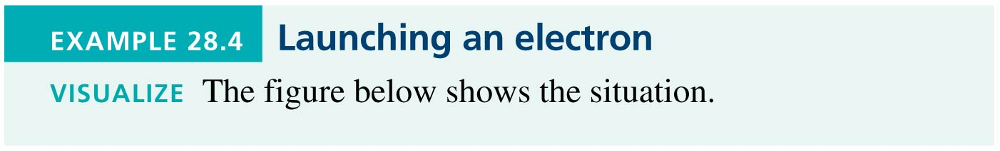 EXAMPLE 28.4 Launching an electron
VISUALIZE The figure below shows the situation.